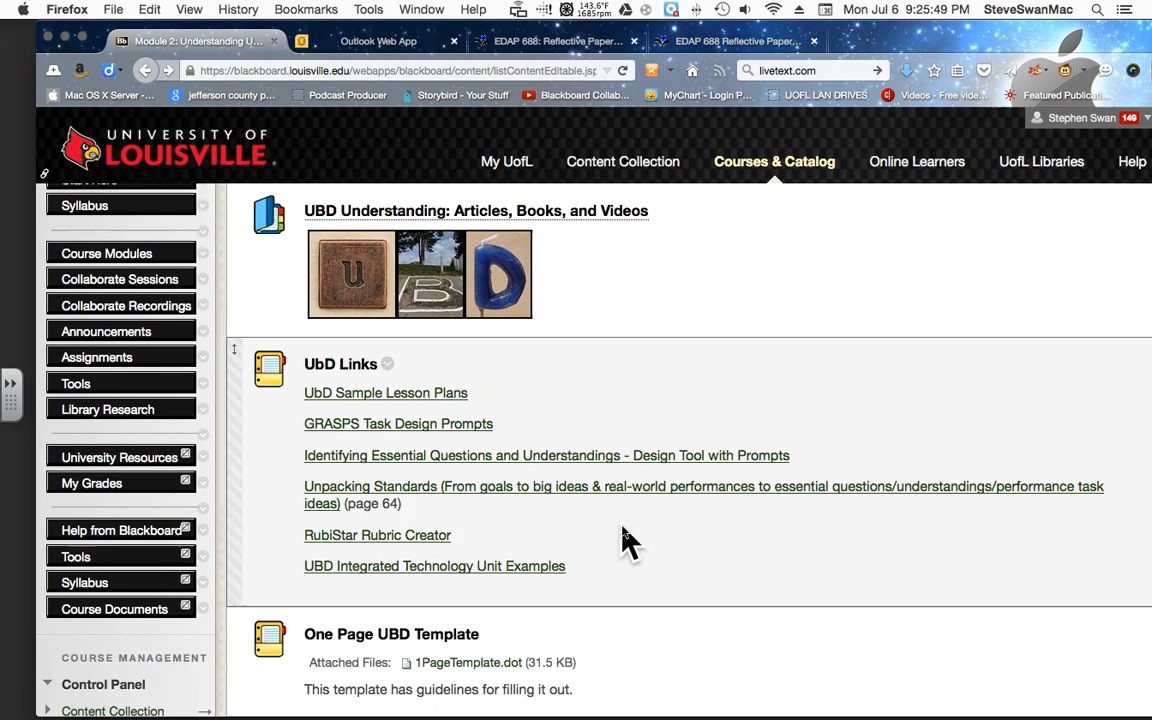 Firefox File Edit View History Bookmarks Tools Window Help 143.6°F 1685rpm Mon Jul 6 9:25:49 PM SteveSwanMac
Module 2: Understanding U... Outlook Web App EDAP 688: Reflective Paper... EDAP 688 Reflective Paper...
https://blackboard.louisville.edu/webapps/blackboard/content/listContentEditable.jsp livetext.com
Mac OS X Server -... jefferson county p... Podcast Producer Storybird - Your Stuff Blackboard Collab... MyChart - Login P... UOFL LAN DRIVES Videos - Free vide... Featured Publicati...
Stephen Swan 149
UNIVERSITY OF
LOUISVILLE
My UofL Content Collection Courses & Catalog Online Learners UofL Libraries Help
Syllabus
Course Modules
Collaborate Sessions
Collaborate Recordings
Announcements
Assignments
Tools
Library Research
University Resources
My Grades
Help from Blackboard
Tools
Syllabus
Course Documents
COURSE MANAGEMENT
Control Panel
Content Collection
UBD Understanding: Articles, Books, and Videos
U B D
UbD Links
UbD Sample Lesson Plans
GRASPS Task Design Prompts
Identifying Essential Questions and Understandings - Design Tool with Prompts
Unpacking Standards (From goals to big ideas & real-world performances to essential questions/understandings/performance task
ideas) (page 64)
RubiStar Rubric Creator
UBD Integrated Technology Unit Examples
One Page UBD Template
Attached Files: 1PageTemplate.dot (31.5 KB)
This template has guidelines for filling it out.